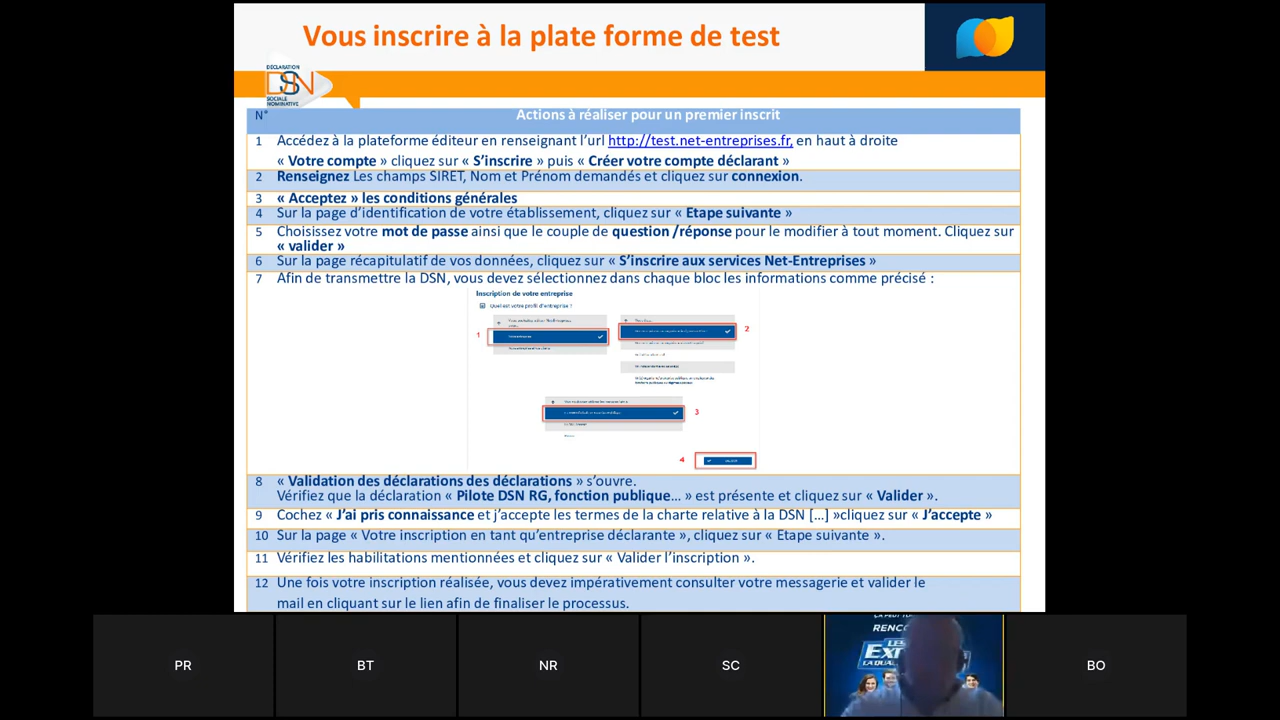 Vous inscrire à la plate forme de test
DÉCLARATION
DSN
SOCIALE
NOMINATIVE
N° Actions à réaliser pour un premier inscrit
1 Accédez à la plateforme éditeur en renseignant l'url http://test.net-entreprises.fr, en haut à droite
« Votre compte » cliquez sur « S'inscrire » puis « Créer votre compte déclarant »
2 Renseignez Les champs SIRET, Nom et Prénom demandés et cliquez sur connexion.
3 « Acceptez » les conditions générales
4 Sur la page d'identification de votre établissement, cliquez sur « Etape suivante »
5 Choisissez votre mot de passe ainsi que le couple de question /réponse pour le modifier à tout moment. Cliquez sur
« valider »
6 Sur la page récapitulatif de vos données, cliquez sur « S'inscrire aux services Net-Entreprises »
7 Afin de transmettre la DSN, vous devez sélectionnez dans chaque bloc les informations comme précisé :
Inscription de votre entreprise
Quel est votre profil d'entreprise ?
1
2
3
4
8 « Validation des déclarations des déclarations » s'ouvre.
Vérifiez que la déclaration « Pilote DSN RG, fonction publique... » est présente et cliquez sur « Valider ».
9 Cochez « J'ai pris connaissance et j'accepte les termes de la charte relative à la DSN [...] »cliquez sur « J'accepte »
10 Sur la page « Votre inscription en tant qu'entreprise déclarante », cliquez sur « Etape suivante ».
11 Vérifiez les habilitations mentionnées et cliquez sur « Valider l'inscription ».
12 Une fois votre inscription réalisée, vous devez impérativement consulter votre messagerie et valider le
mail en cliquant sur le lien afin de finaliser le processus.
PR
BT
NR
SC
RENCO
LES
BO